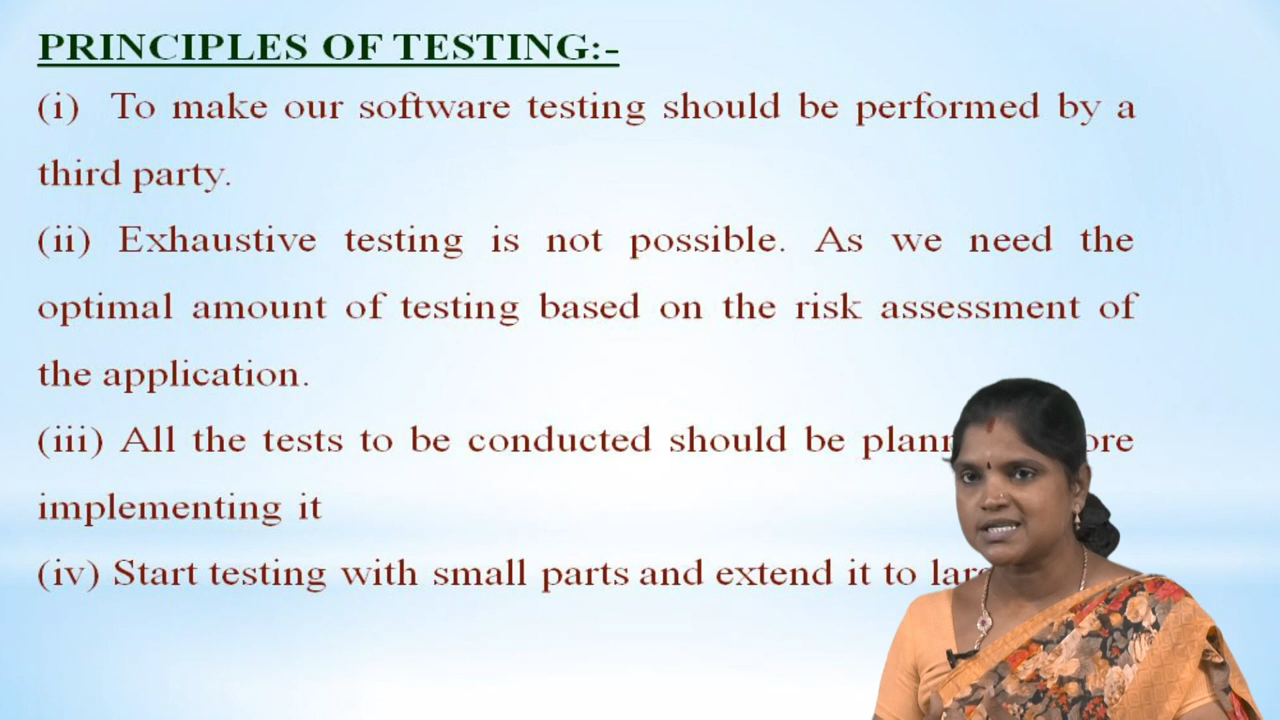 PRINCIPLES OF TESTING:-
(i) To make our software testing should be performed by a
third party.
(ii) Exhaustive testing is not possible. As we need the
optimal amount of testing based on the risk assessment of
the application.
(iii) All the tests to be conducted should be
implementing it
(iv) Start testing with small parts and extend it to